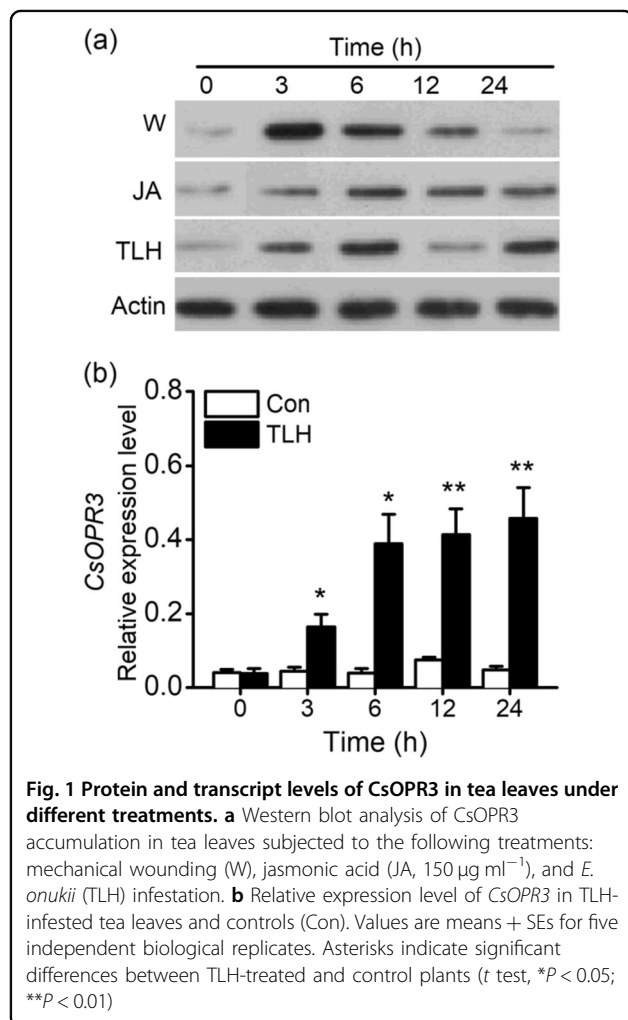 (a)
Time (h)
0 3 6 12 24
W
JA
TLH
Actin
(b)
CsOPR3
Relative expression level
0.8
0.6
0.4
0.2
0.0
Con
TLH
* * ** **
0 3 6 12 24
Time (h)
Fig. 1 Protein and transcript levels of CsOPR3 in tea leaves under
different treatments. a Western blot analysis of CsOPR3
accumulation in tea leaves subjected to the following treatments:
mechanical wounding (W), jasmonic acid (JA, 150 μg ml−1), and E.
onukii (TLH) infestation. b Relative expression level of CsOPR3 in TLH-
infested tea leaves and controls (Con). Values are means + SEs for five
independent biological replicates. Asterisks indicate significant
differences between TLH-treated and control plants (t test, *P < 0.05;
**P < 0.01)